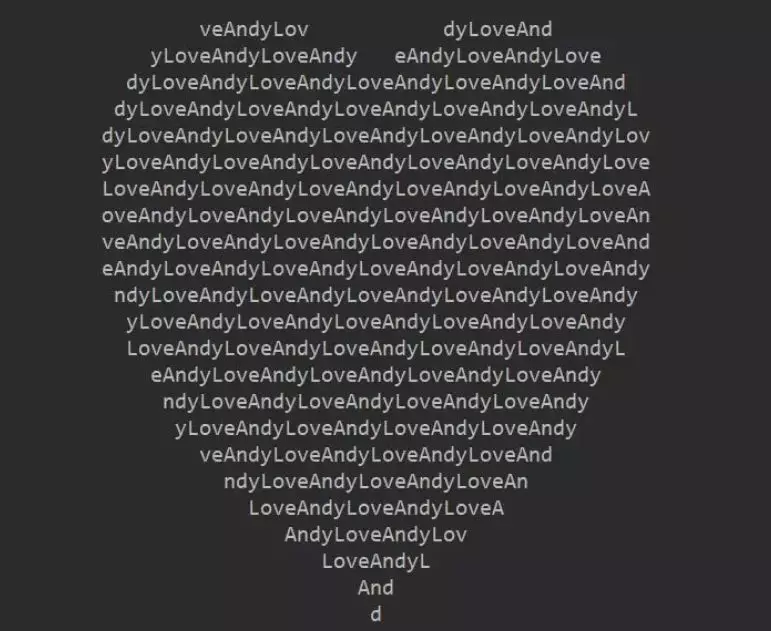 veAndyLov           dyLoveAnd
yLoveAndyLoveAndy   eAndyLoveAndyLove
dyLoveAndyLoveAndyLoveAndyLoveAndyLoveAnd
dyLoveAndyLoveAndyLoveAndyLoveAndyLoveAndyL
dyLoveAndyLoveAndyLoveAndyLoveAndyLoveAndyLov
yLoveAndyLoveAndyLoveAndyLoveAndyLoveAndyLove
LoveAndyLoveAndyLoveAndyLoveAndyLoveAndyLoveA
oveAndyLoveAndyLoveAndyLoveAndyLoveAndyLoveAn
veAndyLoveAndyLoveAndyLoveAndyLoveAndyLoveAnd
eAndyLoveAndyLoveAndyLoveAndyLoveAndyLoveAndy
ndyLoveAndyLoveAndyLoveAndyLoveAndyLoveAndy
yLoveAndyLoveAndyLoveAndyLoveAndyLoveAndy
LoveAndyLoveAndyLoveAndyLoveAndyLoveAndyL
eAndyLoveAndyLoveAndyLoveAndyLoveAndy
ndyLoveAndyLoveAndyLoveAndyLoveAndy
yLoveAndyLoveAndyLoveAndyLoveAndy
veAndyLoveAndyLoveAndyLoveAnd
ndyLoveAndyLoveAndyLoveAn
LoveAndyLoveAndyLoveA
AndyLoveAndyLov
LoveAndyL
And
d